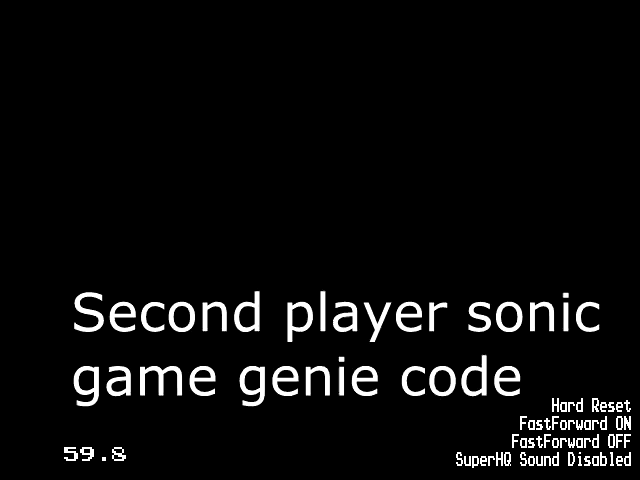 Second player sonic
game genie code
Hard Reset
FastForward ON
FastForward OFF
SuperHQ Sound Disabled
59.8